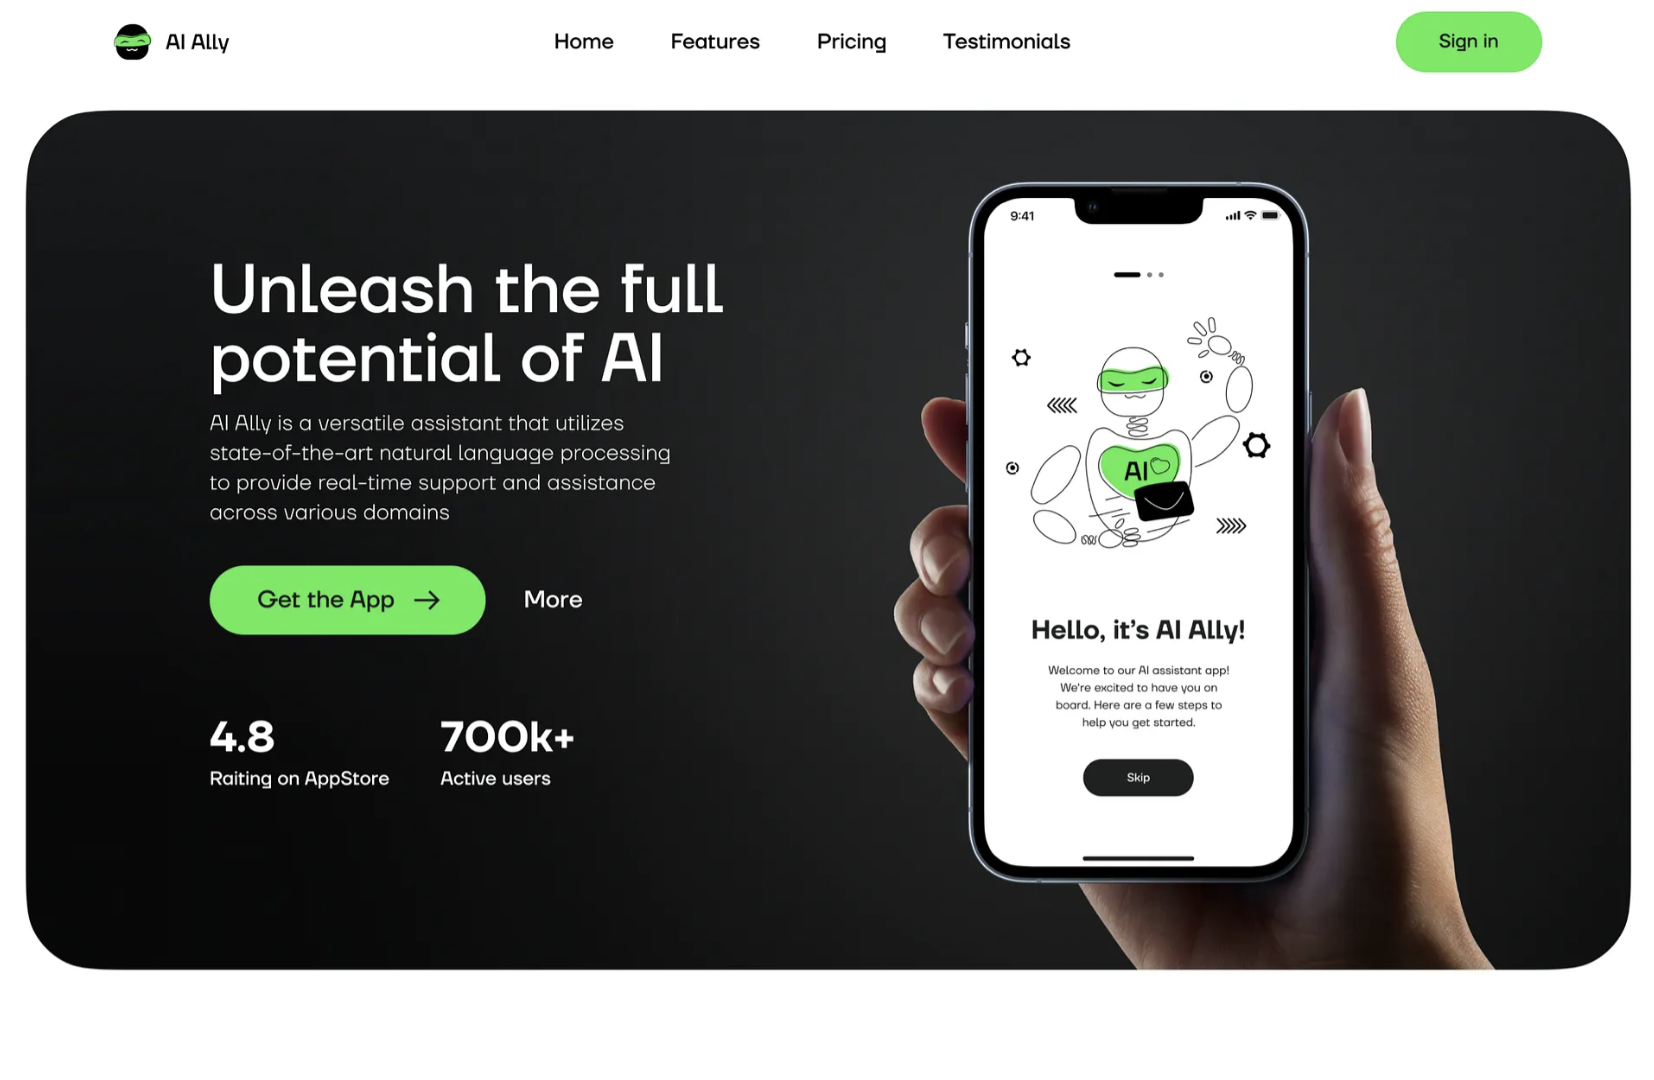 AI Ally
Home
Features
Pricing
Testimonials
Sign in
Unleash the full
potential of AI
AI Ally is a versatile assistant that utilizes
state-of-the-art natural language processing
to provide real-time support and assistance
across various domains
Get the App →
More
4.8
Raiting on AppStore
700k+
Active users
9:41
AI
Hello, it's AI Ally!
Welcome to our AI assistant app!
We're excited to have you on
board. Here are a few steps to
help you get started.
Skip